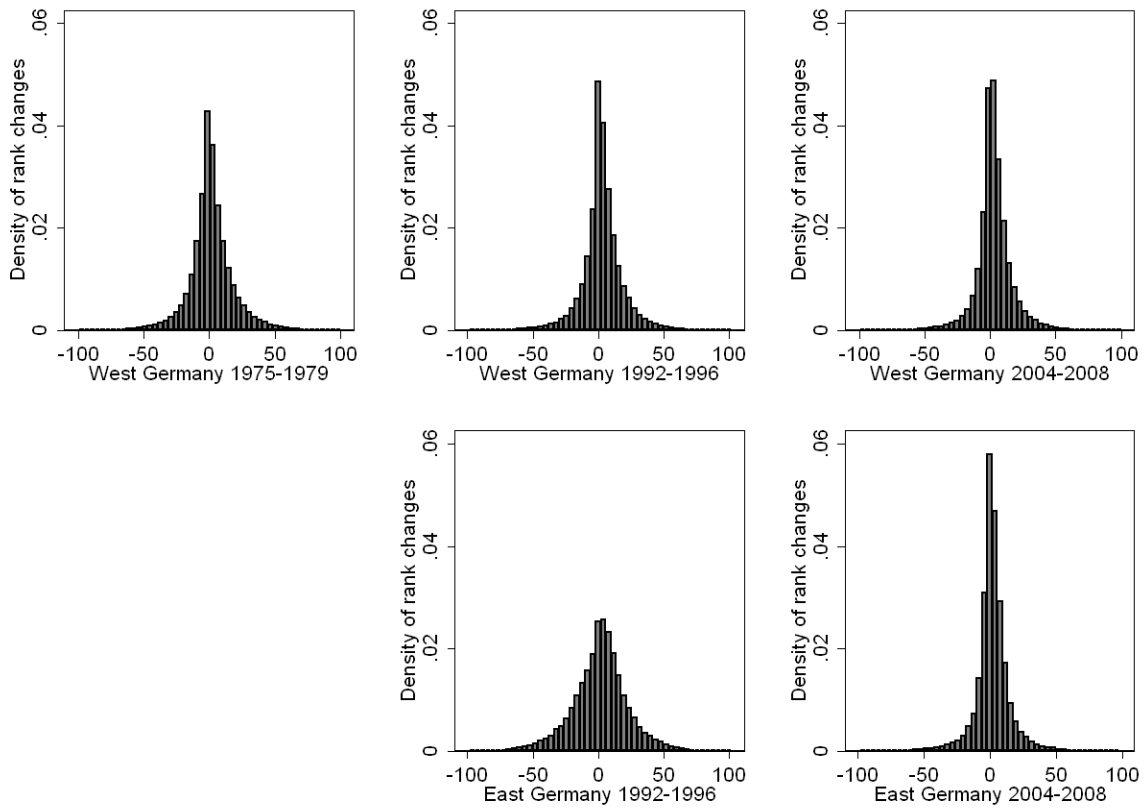 Density of rank changes
.06
.04
.02
0
-100 -50 0 50 100
West Germany 1975-1979
Density of rank changes
.06
.04
.02
0
-100 -50 0 50 100
West Germany 1992-1996
Density of rank changes
.06
.04
.02
0
-100 -50 0 50 100
West Germany 2004-2008
Density of rank changes
.06
.04
.02
0
-100 -50 0 50 100
East Germany 1992-1996
Density of rank changes
.06
.04
.02
0
-100 -50 0 50 100
East Germany 2004-2008